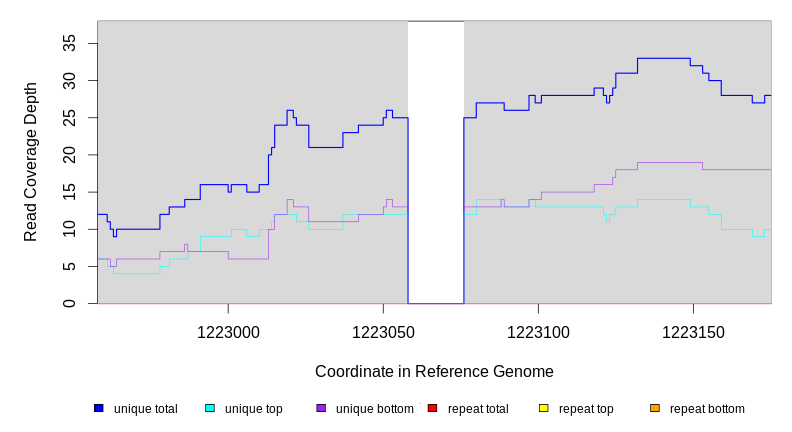 35
30
25
20
15
10
5
0
Read Coverage Depth
1223000 1223050 1223100 1223150
Coordinate in Reference Genome
unique total unique top unique bottom repeat total repeat top repeat bottom